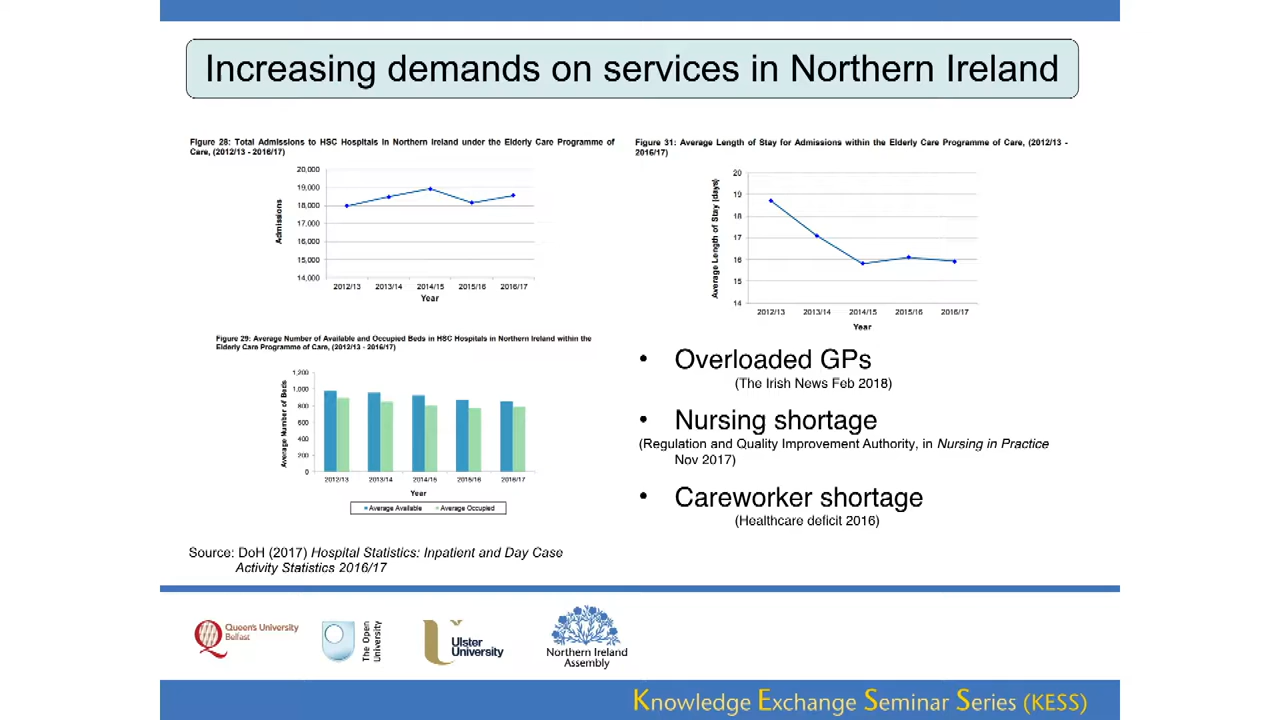 Increasing demands on services in Northern Ireland
Figure 28: Total Admissions to HSC Hospitals in Northern Ireland under the Elderly Care Programme of
Care, (2012/13 - 2016/17)
20,000
19,000
18,000
17,000
16,000
15,000
14,000
Admissions
2012/13 2013/14 2014/15 2015/16 2016/17
Year
Figure 29: Average Number of Available and Occupied Beds in HSC Hospitals in Northern Ireland within the
Elderly Care Programme of Care, (2012/13 - 2016/17)
1,200
1,000
800
600
400
200
0
Average Number of Beds
2012/13 2013/14 2014/15 2015/16 2016/17
Year
Average Available Average Occupied
Source: DoH (2017) Hospital Statistics: Inpatient and Day Case
Activity Statistics 2016/17
Figure 31: Average Length of Stay for Admissions within the Elderly Care Programme of Care, (2012/13 -
2016/17)
20
19
18
17
16
15
14
Average Length of Stay (days)
2012/13 2013/14 2014/15 2015/16 2016/17
Year
• Overloaded GPs
(The Irish News Feb 2018)
• Nursing shortage
(Regulation and Quality Improvement Authority, in Nursing in Practice
Nov 2017)
• Careworker shortage
(Healthcare deficit 2016)
Queen's University
Belfast
The Open
University
Ulster
University
Northern Ireland
Assembly
Knowledge Exchange Seminar Series (KESS)